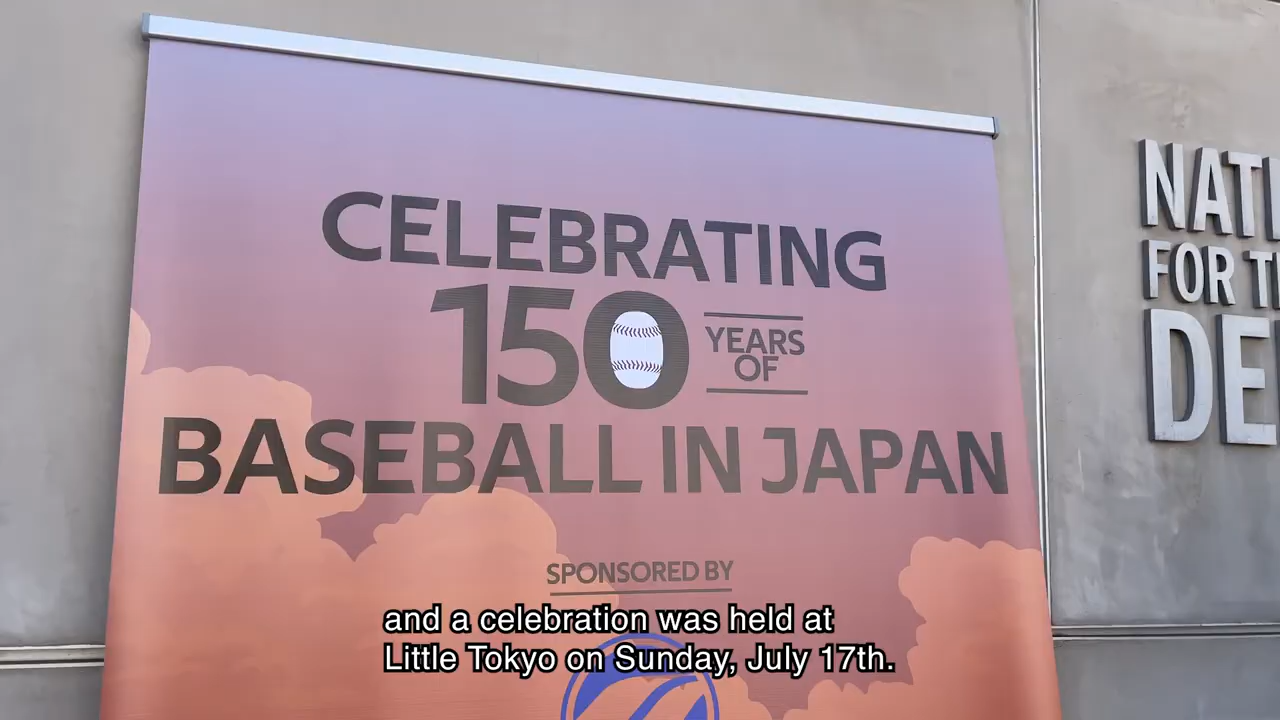 CELEBRATING
150 YEARS
OF
BASEBALL IN JAPAN
SPONSORED BY
FOR
and a celebration was held at
Little Tokyo on Sunday, July 17th.